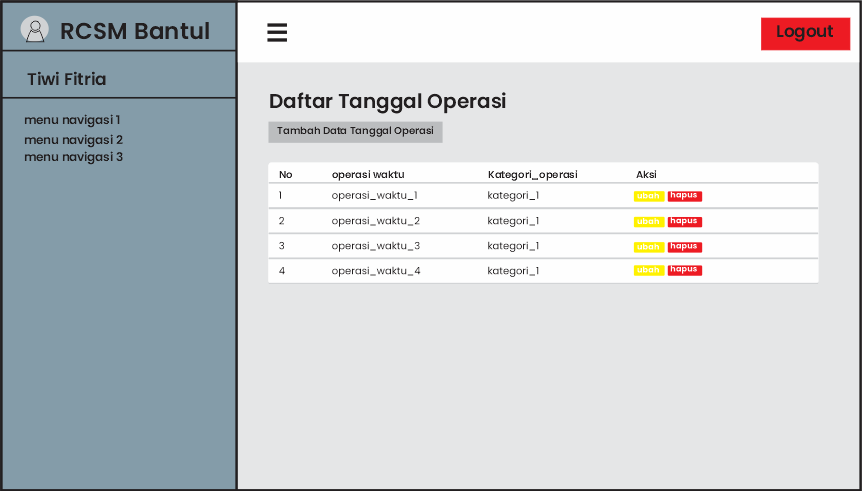 RCSM Bantul
Logout
Tiwi Fitria
menu navigasi 1
menu navigasi 2
menu navigasi 3
Daftar Tanggal Operasi
Tambah Data Tanggal Operasi
No operasi waktu Kategori_operasi Aksi
1 operasi_waktu_1 kategori_1 ubah hapus
2 operasi_waktu_2 kategori_1 ubah hapus
3 operasi_waktu_3 kategori_1 ubah hapus
4 operasi_waktu_4 kategori_1 ubah hapus